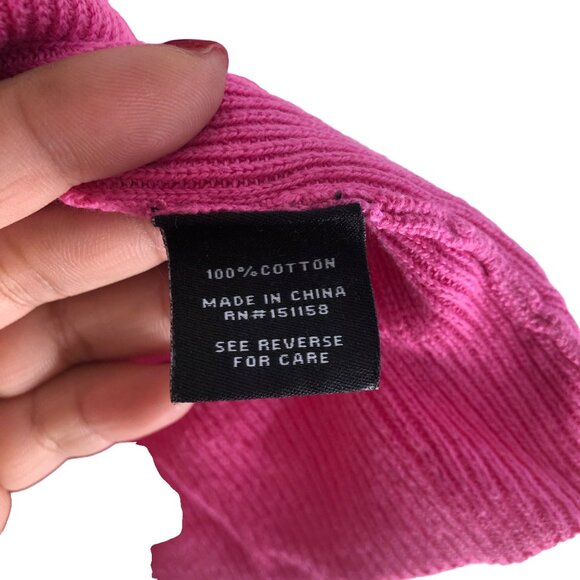 100% COTTON
MADE IN CHINA
RN#151158
SEE REVERSE
FOR CARE